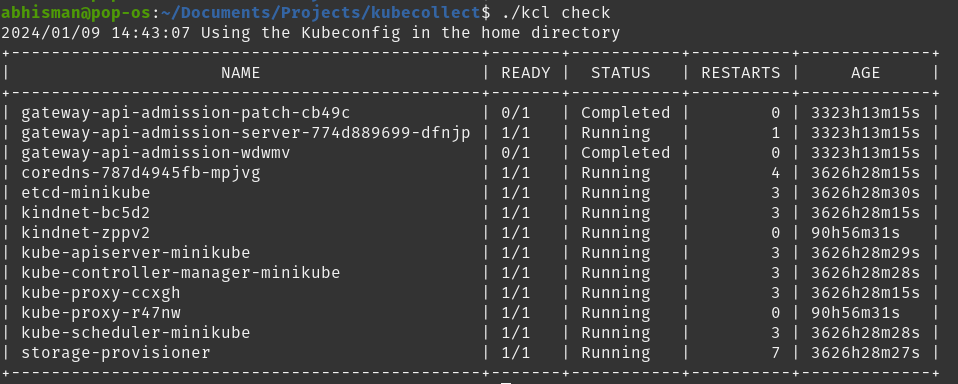 abhisman@pop-os:~/Documents/Projects/kubecollect$ ./kcl check
2024/01/09 14:43:07 Using the Kubeconfig in the home directory
+-----------------------------------------------+-------+-----------+----------+-------------+
|                     NAME                      | READY |  STATUS   | RESTARTS |     AGE     |
+-----------------------------------------------+-------+-----------+----------+-------------+
| gateway-api-admission-patch-cb49c             | 0/1   | Completed |        0 | 3323h13m15s |
| gateway-api-admission-server-774d889699-dfnjp | 1/1   | Running   |        1 | 3323h13m15s |
| gateway-api-admission-wdwmv                   | 0/1   | Completed |        0 | 3323h13m15s |
| coredns-787d4945fb-mpjvg                      | 1/1   | Running   |        4 | 3626h28m15s |
| etcd-minikube                                 | 1/1   | Running   |        3 | 3626h28m30s |
| kindnet-bc5d2                                 | 1/1   | Running   |        3 | 3626h28m15s |
| kindnet-zppv2                                 | 1/1   | Running   |        0 | 90h56m31s   |
| kube-apiserver-minikube                       | 1/1   | Running   |        3 | 3626h28m29s |
| kube-controller-manager-minikube              | 1/1   | Running   |        3 | 3626h28m28s |
| kube-proxy-ccxgh                              | 1/1   | Running   |        3 | 3626h28m15s |
| kube-proxy-r47nw                              | 1/1   | Running   |        0 | 90h56m31s   |
| kube-scheduler-minikube                       | 1/1   | Running   |        3 | 3626h28m28s |
| storage-provisioner                           | 1/1   | Running   |        7 | 3626h28m27s |
+-----------------------------------------------+-------+-----------+----------+-------------+